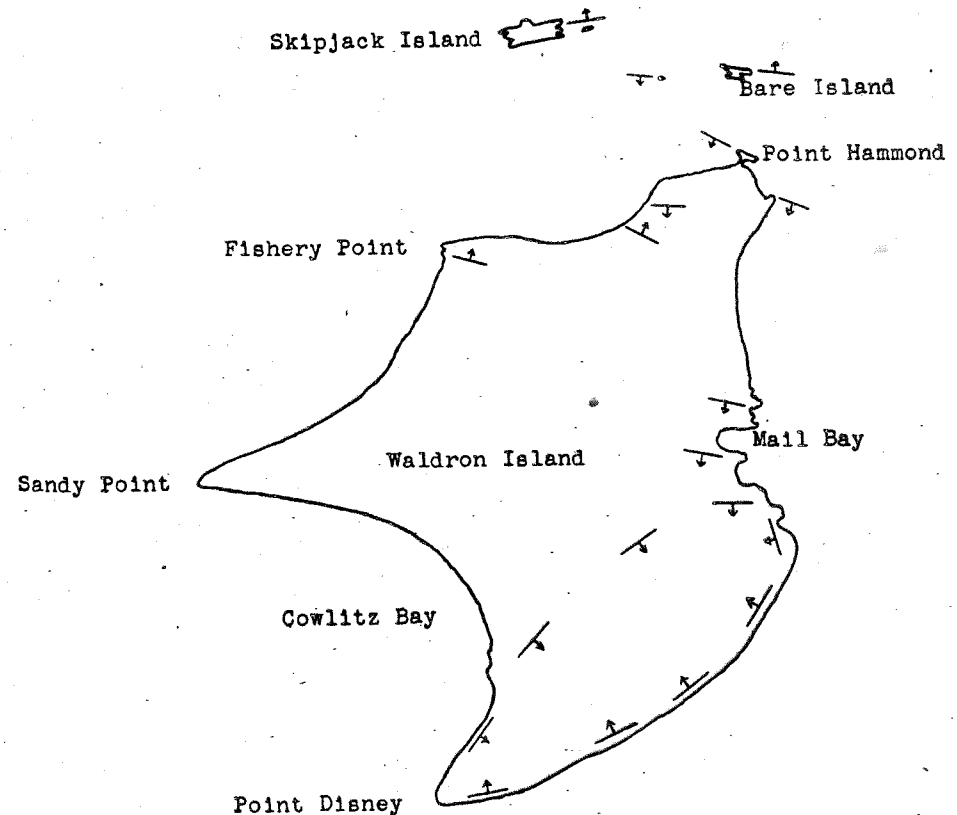 Skipjack Island
Bare Island
Point Hammond
Fishery Point
Mail Bay
Waldron Island
Sandy Point
Cowlitz Bay
Point Disney